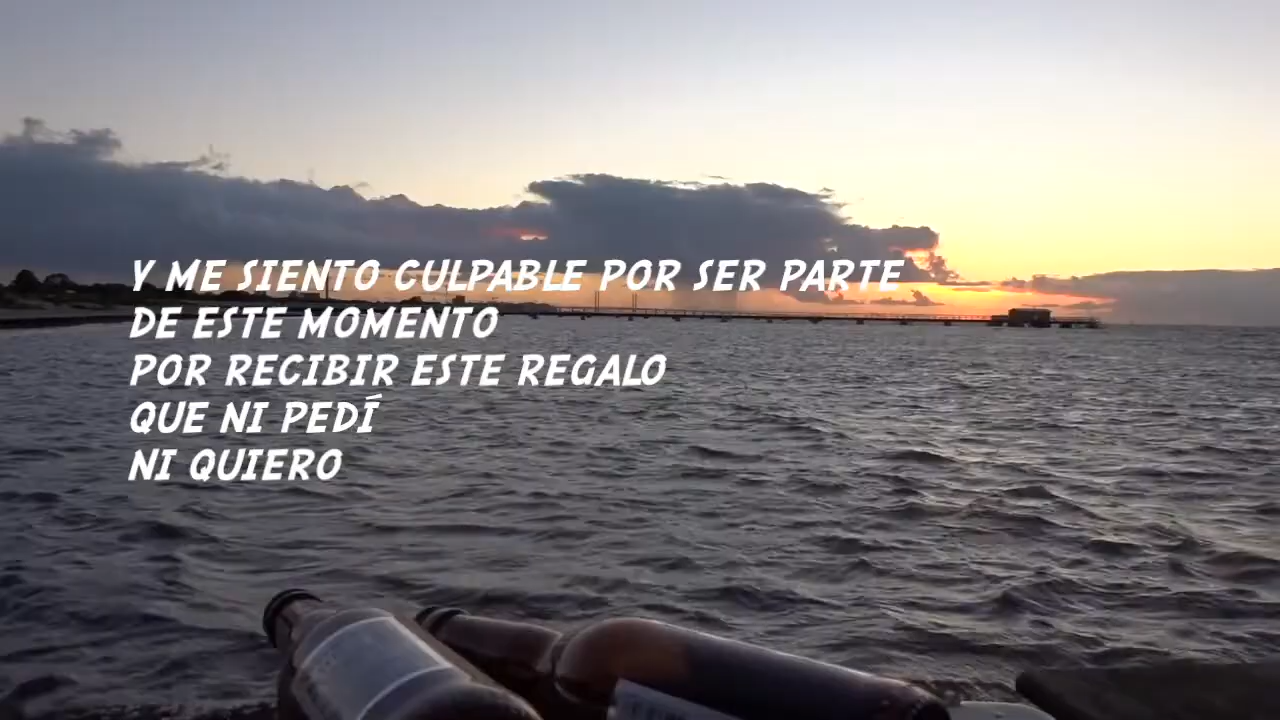 Y ME SIENTO CULPABLE POR SER PARTE
DE ESTE MOMENTO
POR RECIBIR ESTE REGALO
QUE NI PEDÍ
NI QUIERO